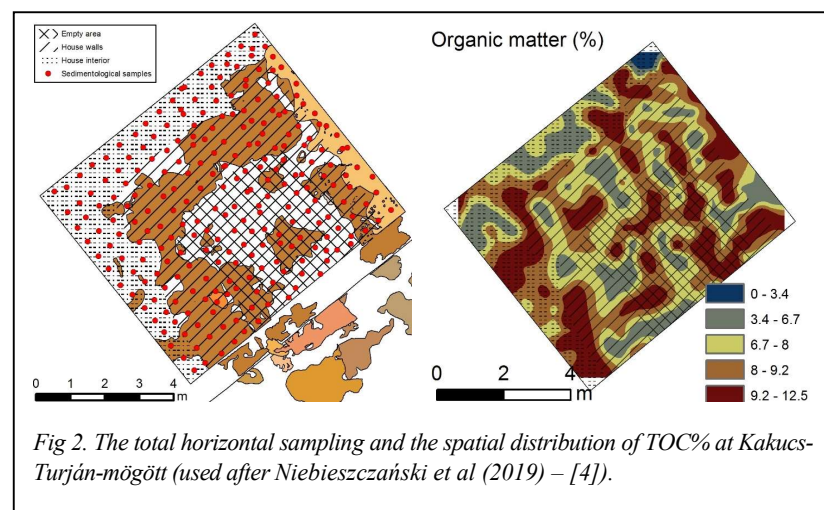 Empty area
House walls
House interior
Sedimentological samples
0 1 2 3 4
m
Organic matter (%)
0 - 3.4
3.4 - 6.7
6.7 - 8
8 - 9.2
9.2 - 12.5
0 2 4
m
Fig 2. The total horizontal sampling and the spatial distribution of TOC% at Kakucs-
Turján-mögött (used after Niebieszczański et al (2019) – [4]).